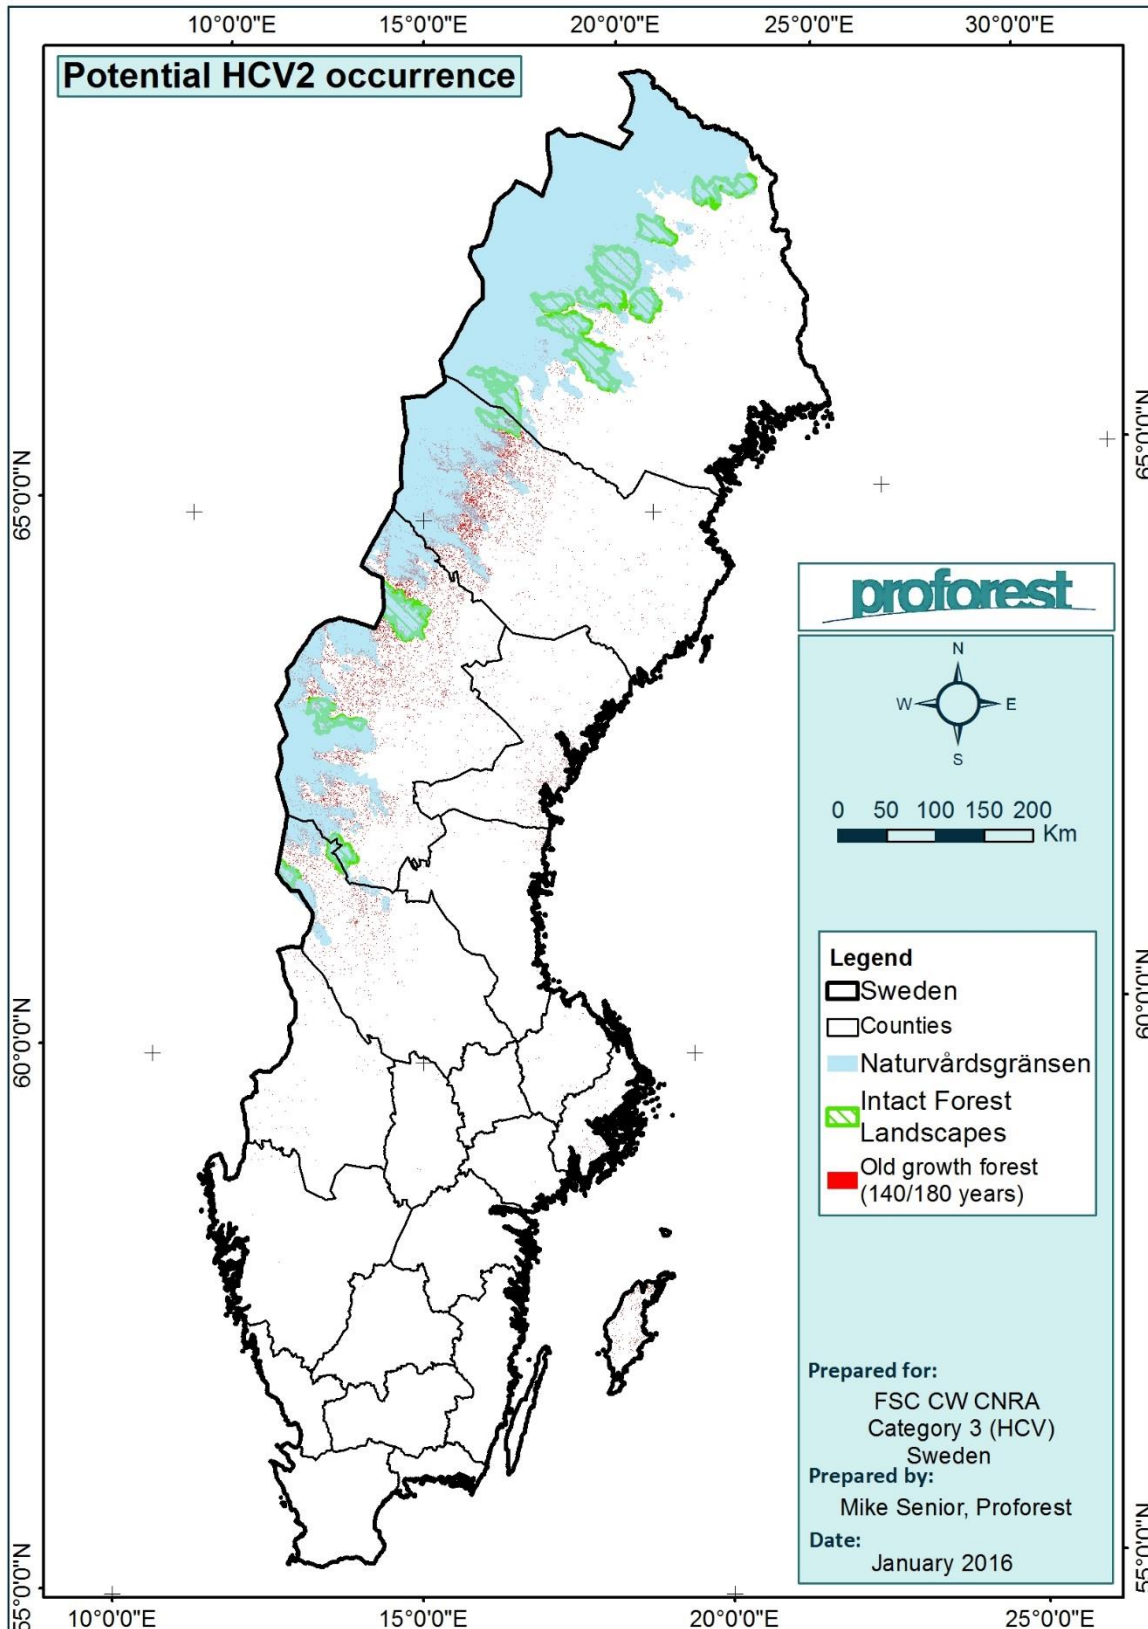 10°0'0"E 15°0'0"E 20°0'0"E 25°0'0"E 30°0'0"E
Potential HCV2 occurrence
65°0'0"N
65°0'0"N
proforest
N
W E
S
0 50 100 150 200
Km
Legend
Sweden
Counties
Naturvårdsgränsen
Intact Forest
Landscapes
Old growth forest
(140/180 years)
60°0'0"N
60°0'0"N
Prepared for:
FSC CW CNRA
Category 3 (HCV)
Sweden
Prepared by:
Mike Senior, Proforest
Date:
January 2016
55°0'0"N
55°0'0"N
10°0'0"E 15°0'0"E 20°0'0"E 25°0'0"E